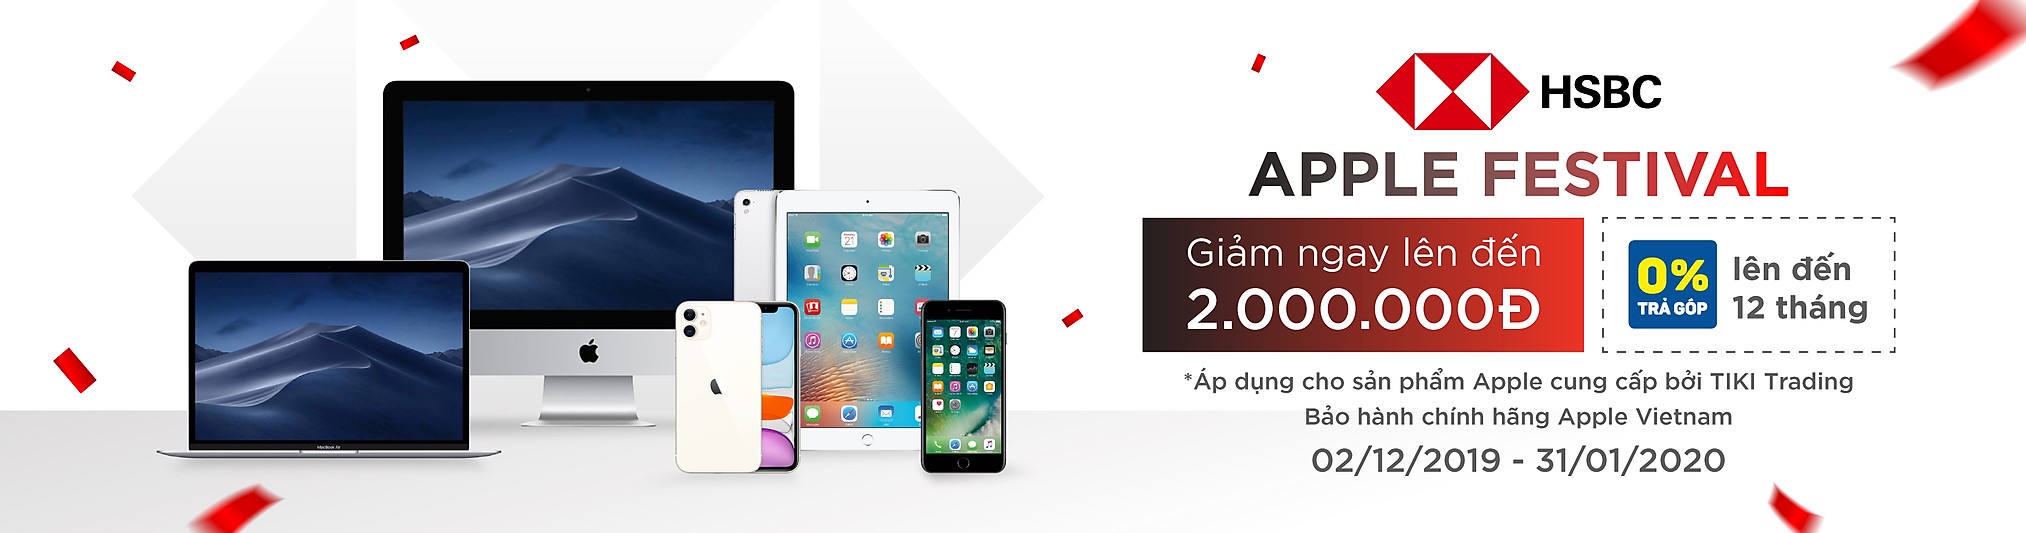 HSBC
APPLE FESTIVAL
Giảm ngay lên đến
2.000.000Đ
0%
TRẢ GÓP
lên đến
12 tháng
*Áp dụng cho sản phẩm Apple cung cấp bởi TIKI Trading
Bảo hành chính hãng Apple Vietnam
02/12/2019 - 31/01/2020
MacBook Air